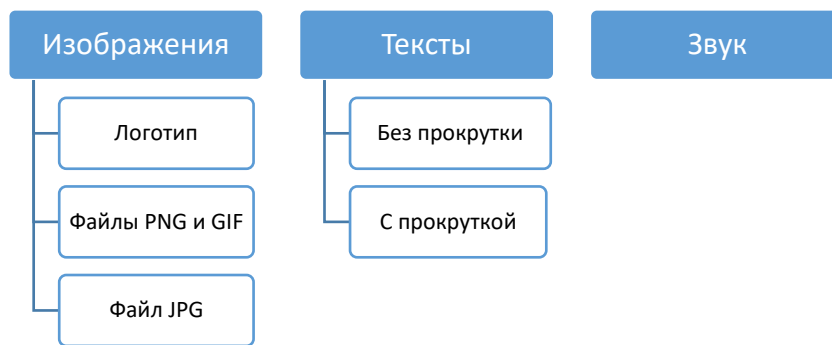 Изображения
Логотип
Файлы PNG и GIF
Файл JPG
Тексты
Без прокрутки
С прокруткой
Звук